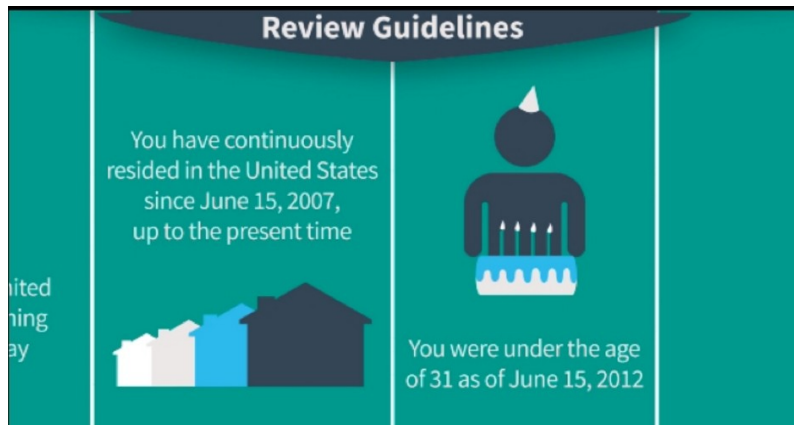 Review Guidelines
You have continuously
resided in the United States
since June 15, 2007,
up to the present time
You were under the age
of 31 as of June 15, 2012